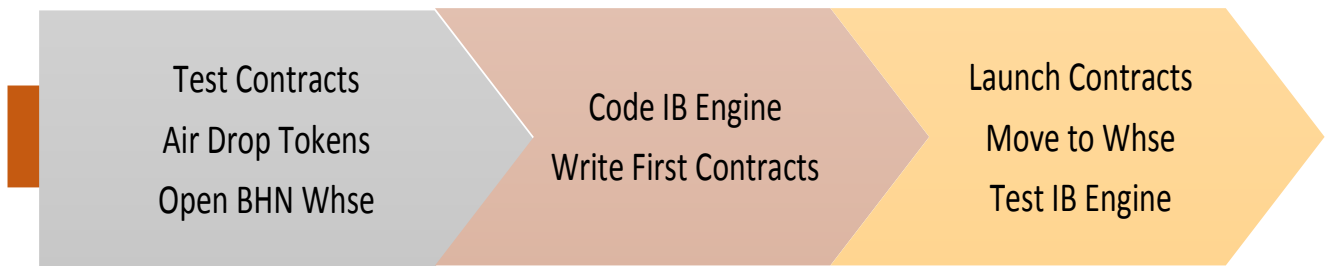 Test Contracts
Air Drop Tokens
Open BHN Whse
Code IB Engine
Write First Contracts
Launch Contracts
Move to Whse
Test IB Engine